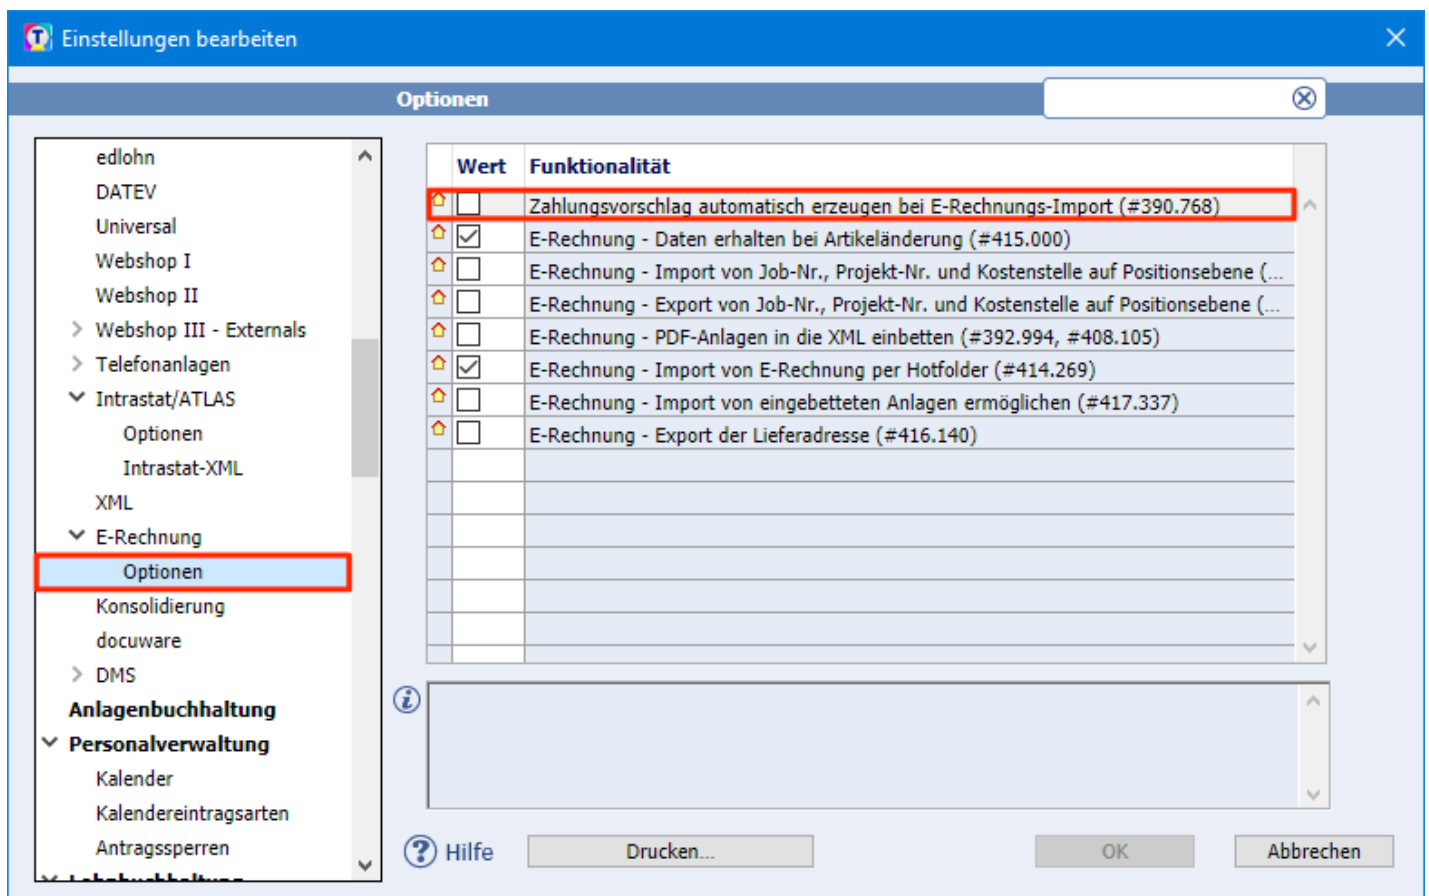 Einstellungen bearbeiten
Optionen
edlohn
DATEV
Universal
Webshop I
Webshop II
Webshop III - Externals
Telefonanlagen
Intrastat/ATLAS
Optionen
Intrastat-XML
XML
E-Rechnung
Optionen
Konsolidierung
docuware
DMS
Anlagenbuchhaltung
Personalverwaltung
Kalender
Kalendereintragsarten
Antragssperren
Wert Funktionalität
Zahlungsvorschlag automatisch erzeugen bei E-Rechnungs-Import (#390.768)
E-Rechnung - Daten erhalten bei Artikeländerung (#415.000)
E-Rechnung - Import von Job-Nr., Projekt-Nr. und Kostenstelle auf Positionsebene (...
E-Rechnung - Export von Job-Nr., Projekt-Nr. und Kostenstelle auf Positionsebene (...
E-Rechnung - PDF-Anlagen in die XML einbetten (#392.994, #408.105)
E-Rechnung - Import von E-Rechnung per Hotfolder (#414.269)
E-Rechnung - Import von eingebetteten Anlagen ermöglichen (#417.337)
E-Rechnung - Export der Lieferadresse (#416.140)
Hilfe
Drucken...
OK
Abbrechen